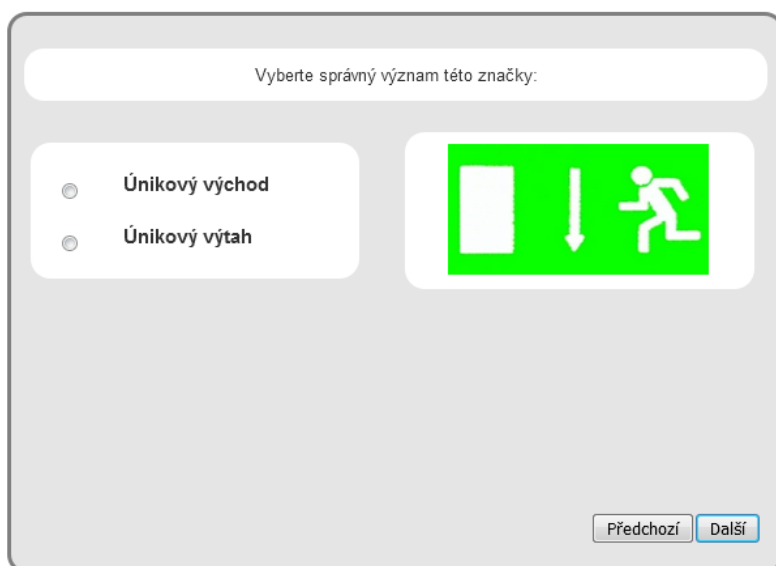 Vyberte správný význam této značky:
Únikový východ
Únikový výtah
Předchozí
Další